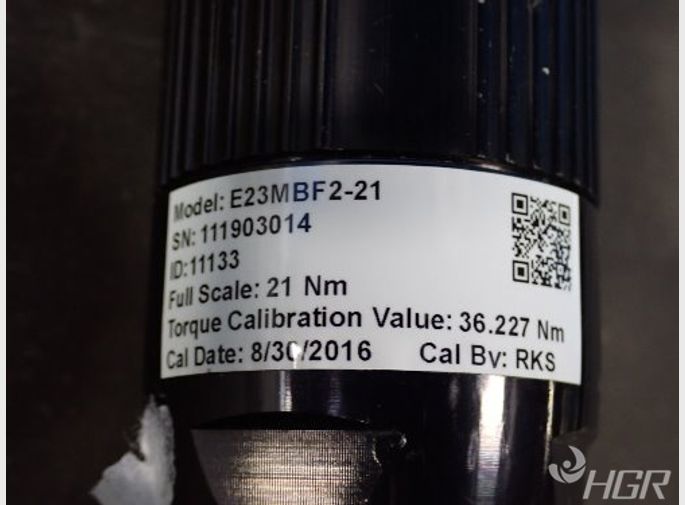 Model: E23MBF2-21
SN: 111903014
ID:11133
Full Scale: 21 Nm
Torque Calibration Value: 36.227 Nm
Cal Date: 8/30/2016 Cal By: RKS
HGR